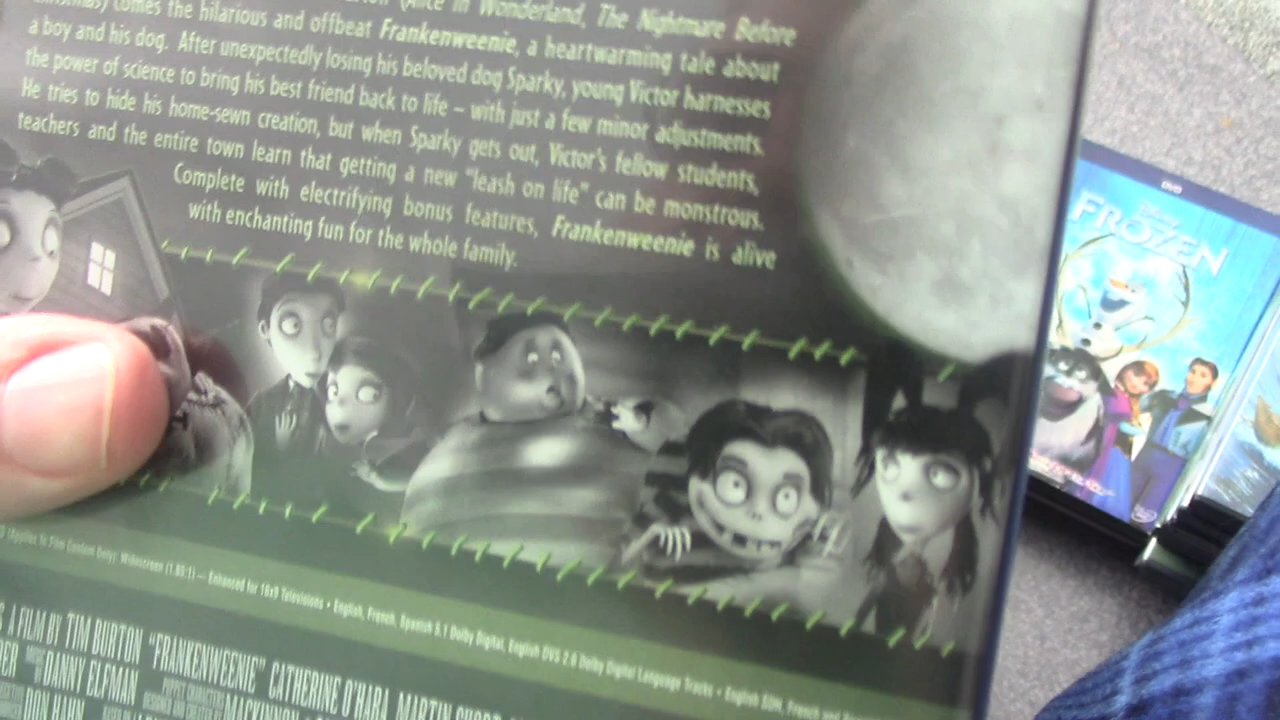 in Wonderland, The Nightmare Before
comes the hilarious and offbeat Frankenweenie, a heartwarming tale about
a boy and his dog. After unexpectedly losing his beloved dog Sparky, young Victor harnesses
the power of science to bring his best friend back to life – with just a few minor adjustments.
He tries to hide his home-sewn creation, but when Sparky gets out, Victor's fellow students,
teachers and the entire town learn that getting a new "leash on life" can be monstrous.
Complete with electrifying bonus features, Frankenweenie is alive
with enchanting fun for the whole family.
Widescreen (1.85:1) — Enhanced for 16x9 Televisions • English, French, Spanish 5.1 Dolby Digital, English DVS 2.0 Dolby Digital Language Tracks • English SDH, French and
A FILM BY TIM BURTON "FRANKENWEENIE" CATHERINE O'HARA MARTIN
DANNY ELFMAN
DON HAHN
DVD
Disney
FROZEN